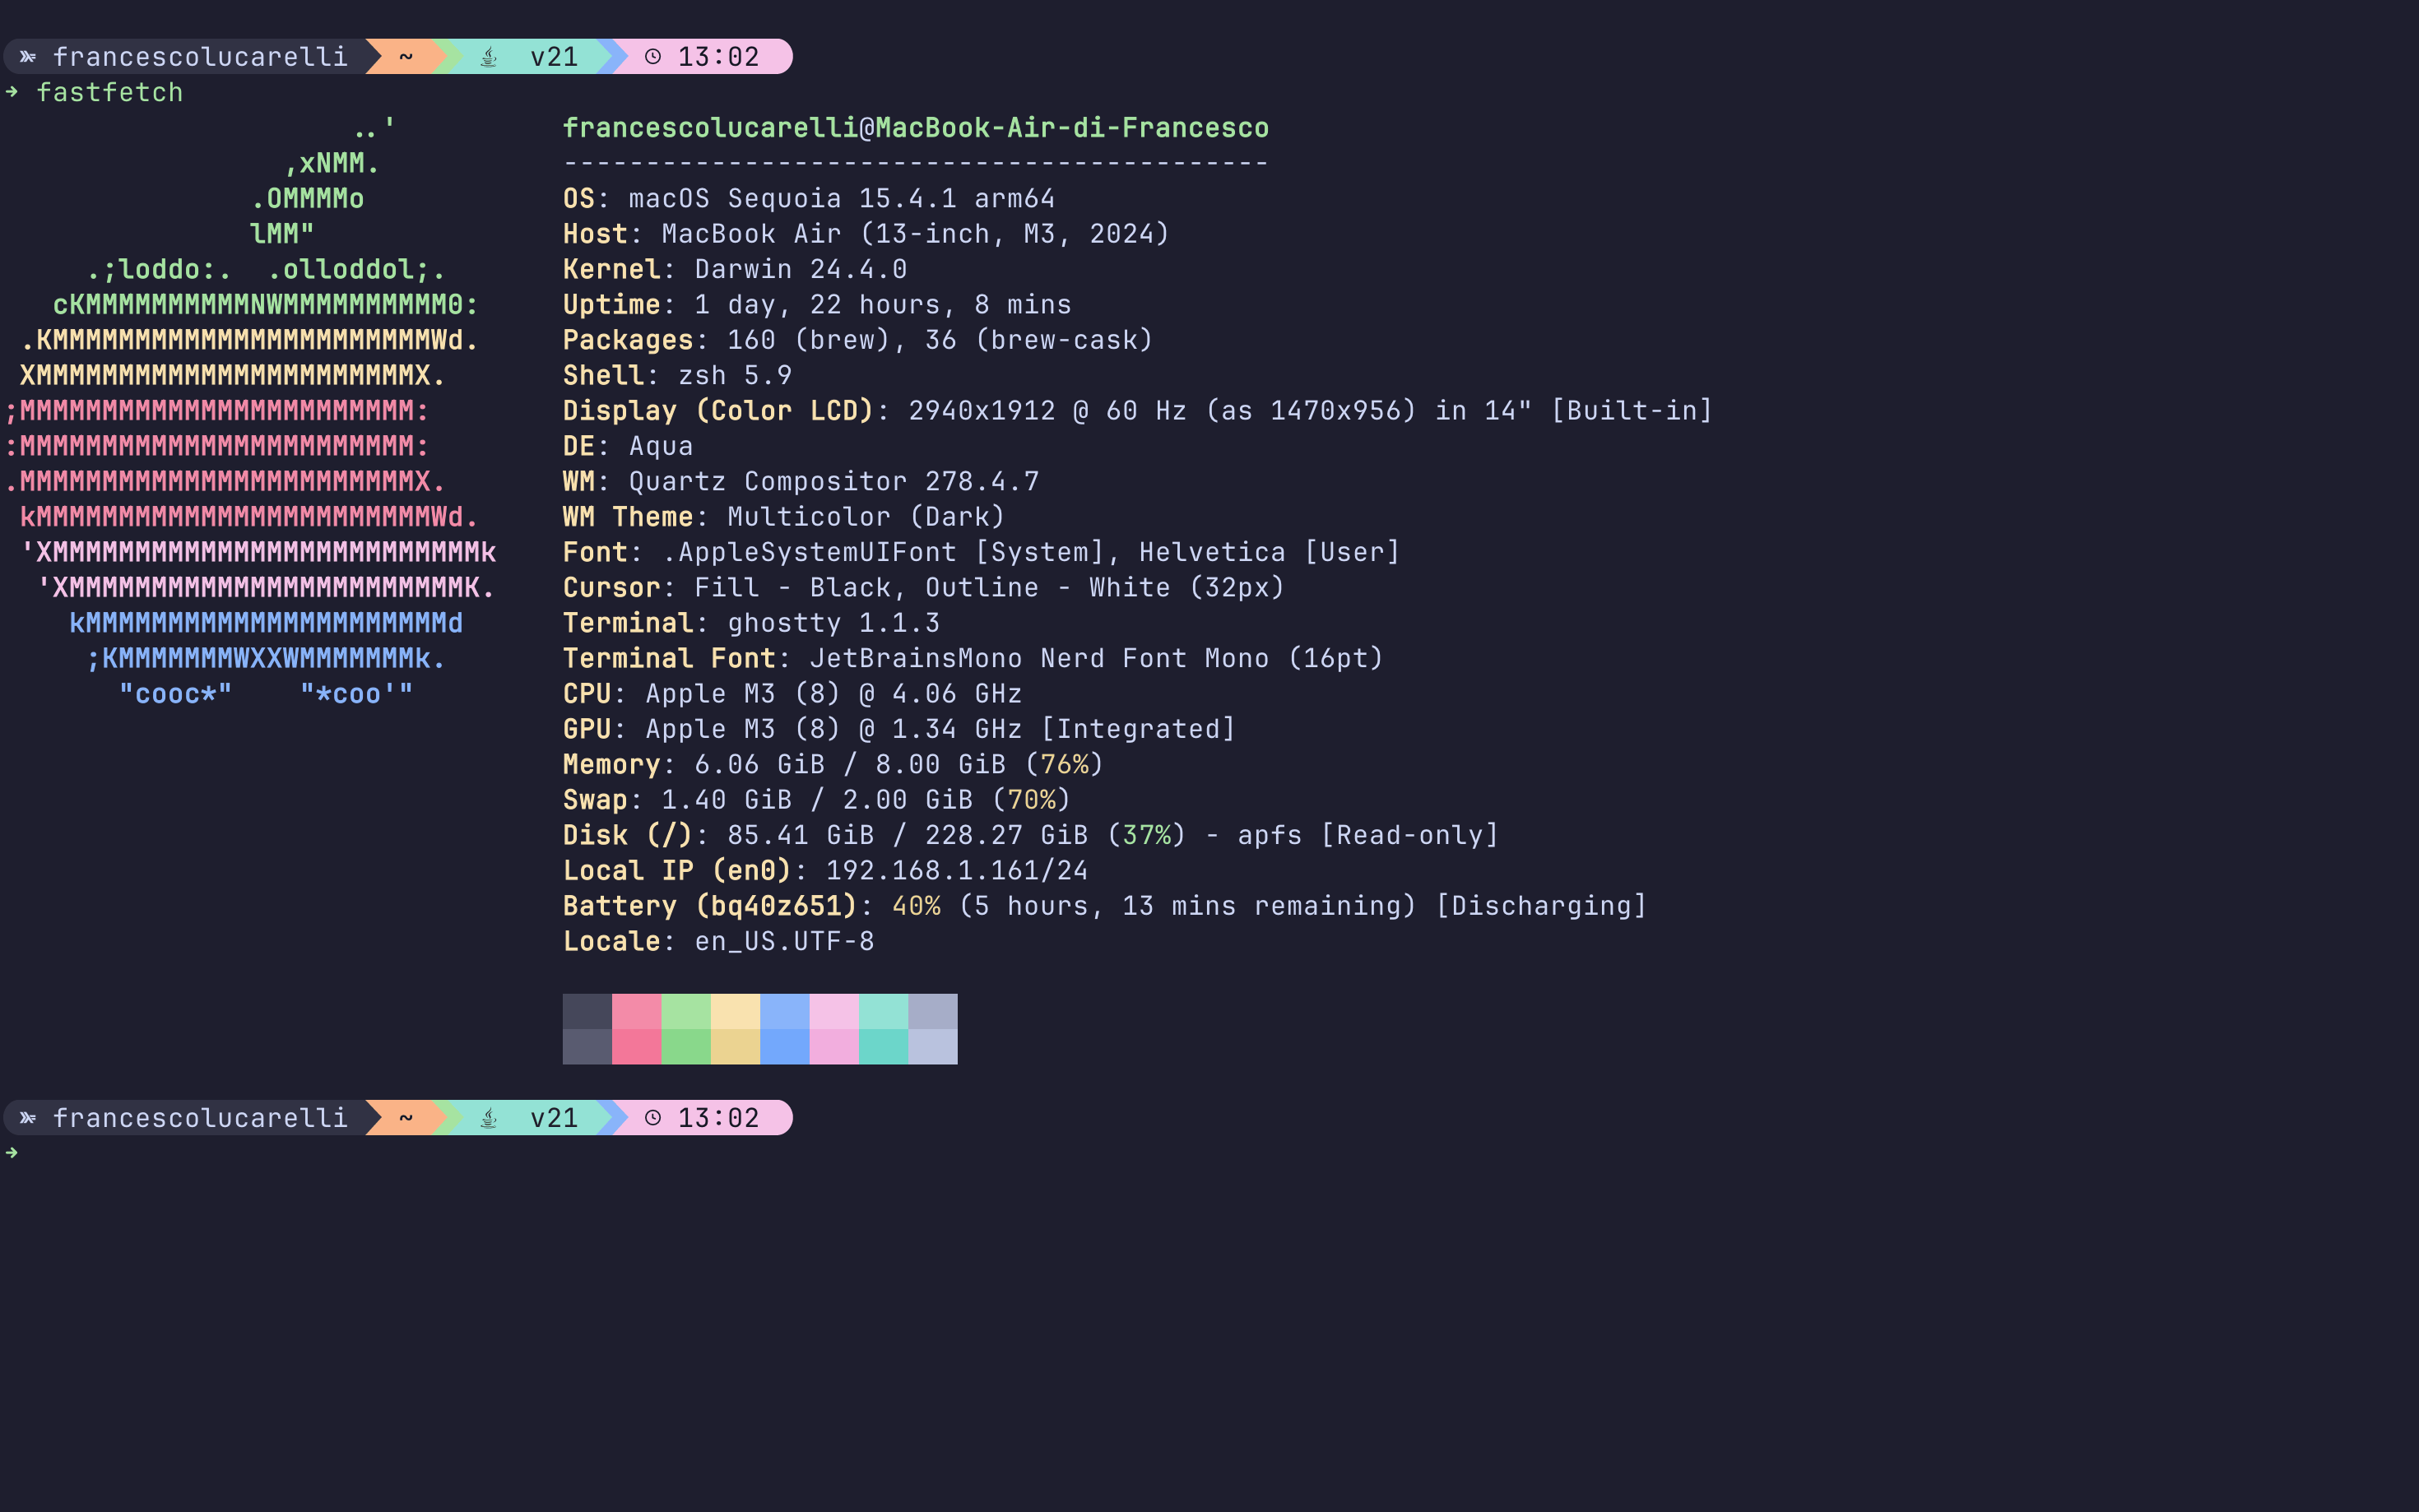 francescolucarelli ~ v21 13:02
→ fastfetch
..'
,xNMM.
.OMMMMo
lMM"
.;loddo:.  .olloddol;.
cKMMMMMMMMMMNWMMMMMMMMMM0:
.KMMMMMMMMMMMMMMMMMMMMMMMWd.
XMMMMMMMMMMMMMMMMMMMMMMMX.
;MMMMMMMMMMMMMMMMMMMMMMMM:
:MMMMMMMMMMMMMMMMMMMMMMMM:
.MMMMMMMMMMMMMMMMMMMMMMMMX.
kMMMMMMMMMMMMMMMMMMMMMMMMWd.
'XMMMMMMMMMMMMMMMMMMMMMMMMMMk
'XMMMMMMMMMMMMMMMMMMMMMMMMK.
kMMMMMMMMMMMMMMMMMMMMMMd
;KMMMMMMMWXXWMMMMMMMk.
"cooc*"    "*coo'"
francescolucarelli@MacBook-Air-di-Francesco
-------------------------------------------
OS: macOS Sequoia 15.4.1 arm64
Host: MacBook Air (13-inch, M3, 2024)
Kernel: Darwin 24.4.0
Uptime: 1 day, 22 hours, 8 mins
Packages: 160 (brew), 36 (brew-cask)
Shell: zsh 5.9
Display (Color LCD): 2940x1912 @ 60 Hz (as 1470x956) in 14" [Built-in]
DE: Aqua
WM: Quartz Compositor 278.4.7
WM Theme: Multicolor (Dark)
Font: .AppleSystemUIFont [System], Helvetica [User]
Cursor: Fill - Black, Outline - White (32px)
Terminal: ghostty 1.1.3
Terminal Font: JetBrainsMono Nerd Font Mono (16pt)
CPU: Apple M3 (8) @ 4.06 GHz
GPU: Apple M3 (8) @ 1.34 GHz [Integrated]
Memory: 6.06 GiB / 8.00 GiB (76%)
Swap: 1.40 GiB / 2.00 GiB (70%)
Disk (/): 85.41 GiB / 228.27 GiB (37%) - apfs [Read-only]
Local IP (en0): 192.168.1.161/24
Battery (bq40z651): 40% (5 hours, 13 mins remaining) [Discharging]
Locale: en_US.UTF-8
francescolucarelli ~ v21 13:02
→